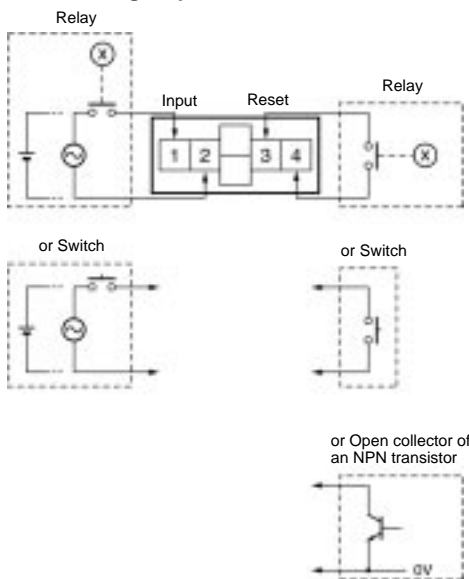 Relay
X
Input
Reset
Relay
1 2 3 4
X
or Switch
or Switch
or Open collector of
an NPN transistor
0V